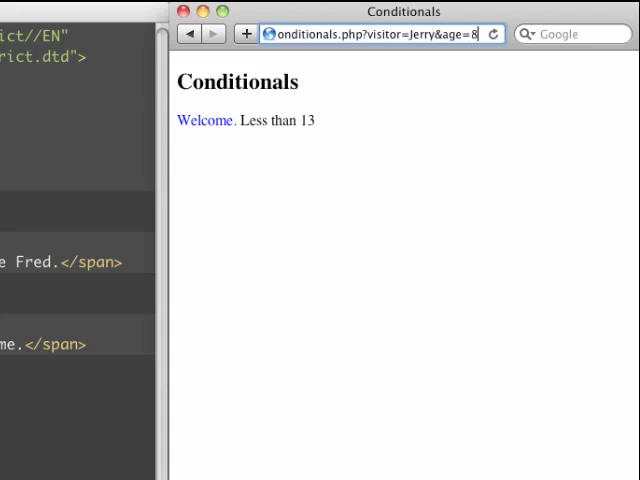 Conditionals
onditionals.php?visitor=Jerry&age=8
Google
ict//EN"
rict.dtd">
Conditionals
Welcome. Less than 13
e Fred.</span>
me.</span>